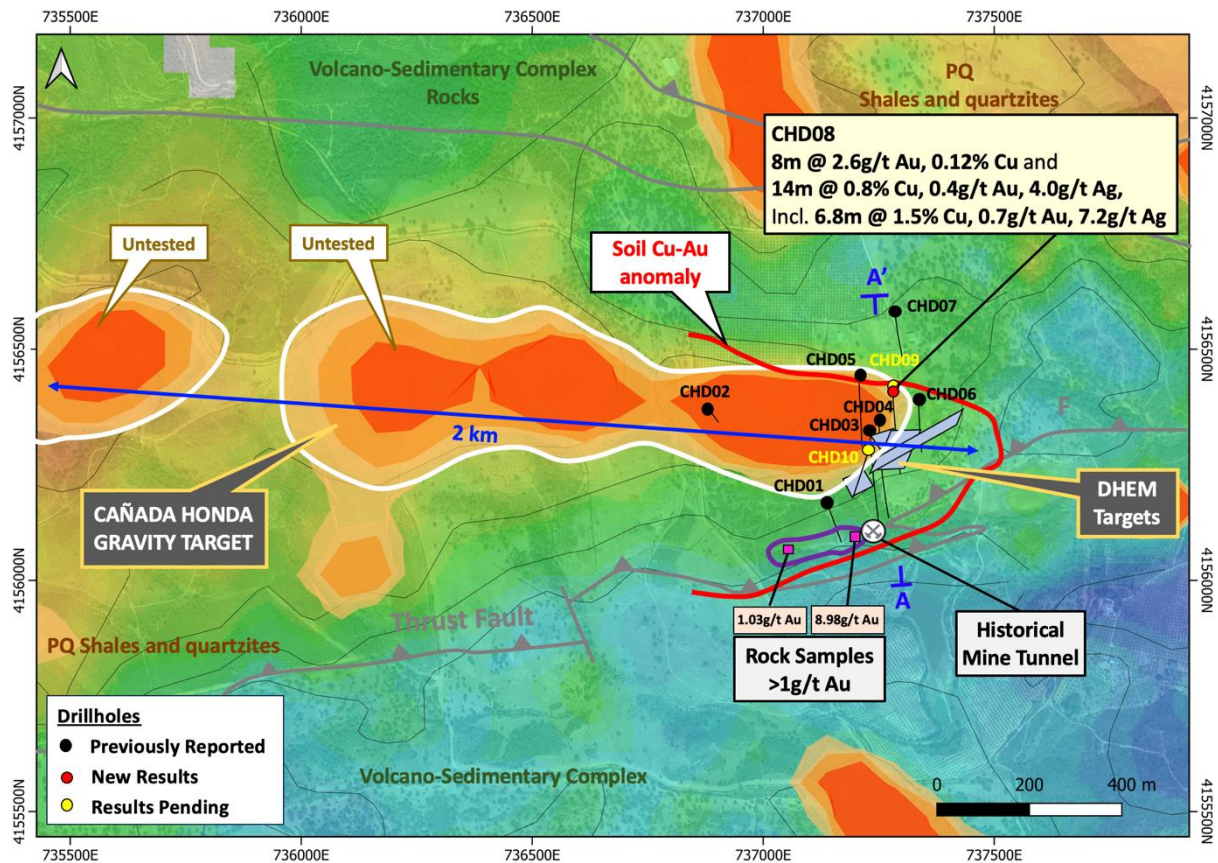 735500E
736000E
736500E
737000E
737500E
4157000N
4156500N
4156000N
4155500N
4157000N
4156500N
4156000N
4155500N
Volcano-Sedimentary Complex
Rocks
PQ
Shales and quartzites
CHD08
8m @ 2.6g/t Au, 0.12% Cu and
14m @ 0.8% Cu, 0.4g/t Au, 4.0g/t Ag,
Incl. 6.8m @ 1.5% Cu, 0.7g/t Au, 7.2g/t Ag
Untested
Untested
Soil Cu-Au
anomaly
A'
CHD07
CHD05
CHD09
CHD02
CHD04
CHD06
CHD03
F
2 km
CHD10
CHD01
CAÑADA HONDA
GRAVITY TARGET
DHEM
Targets
Thrust Fault
A
1.03g/t Au
8.98g/t Au
Rock Samples
>1g/t Au
Historical
Mine Tunnel
PQ Shales and quartzites
Drillholes
Previously Reported
New Results
Results Pending
Volcano-Sedimentary Complex
0
200
400 m
735500E
736000E
736500E
737000E
737500E